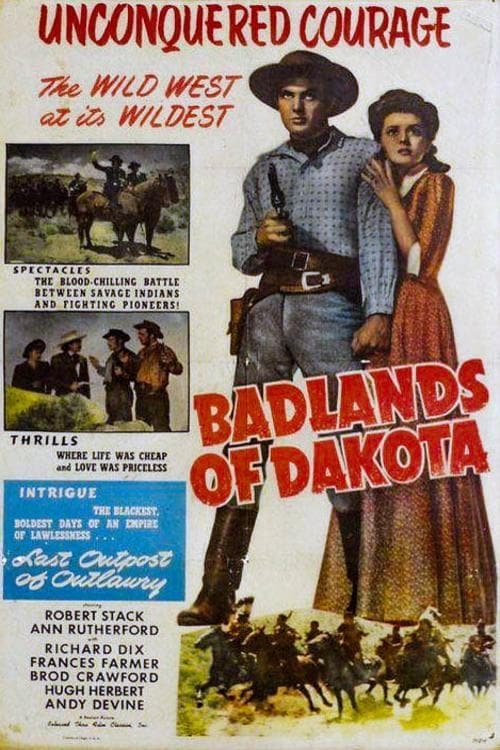 UNCONQUERED COURAGE
The WILD WEST
at its WILDEST
SPECTACLES
THE BLOOD-CHILLING BATTLE
BETWEEN SAVAGE INDIANS
AND FIGHTING PIONEERS!
THRILLS
WHERE LIFE WAS CHEAP
and LOVE WAS PRICELESS
INTRIGUE
THE BLACKEST,
BOLDEST DAYS OF AN EMPIRE
OF LAWLESSNESS . . .
Last Outpost
of Outlawry
BADLANDS
OF DAKOTA
starring
ROBERT STACK
ANN RUTHERFORD
with
RICHARD DIX
FRANCES FARMER
BROD CRAWFORD
HUGH HERBERT
ANDY DEVINE